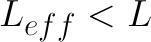 L_{eff} < L